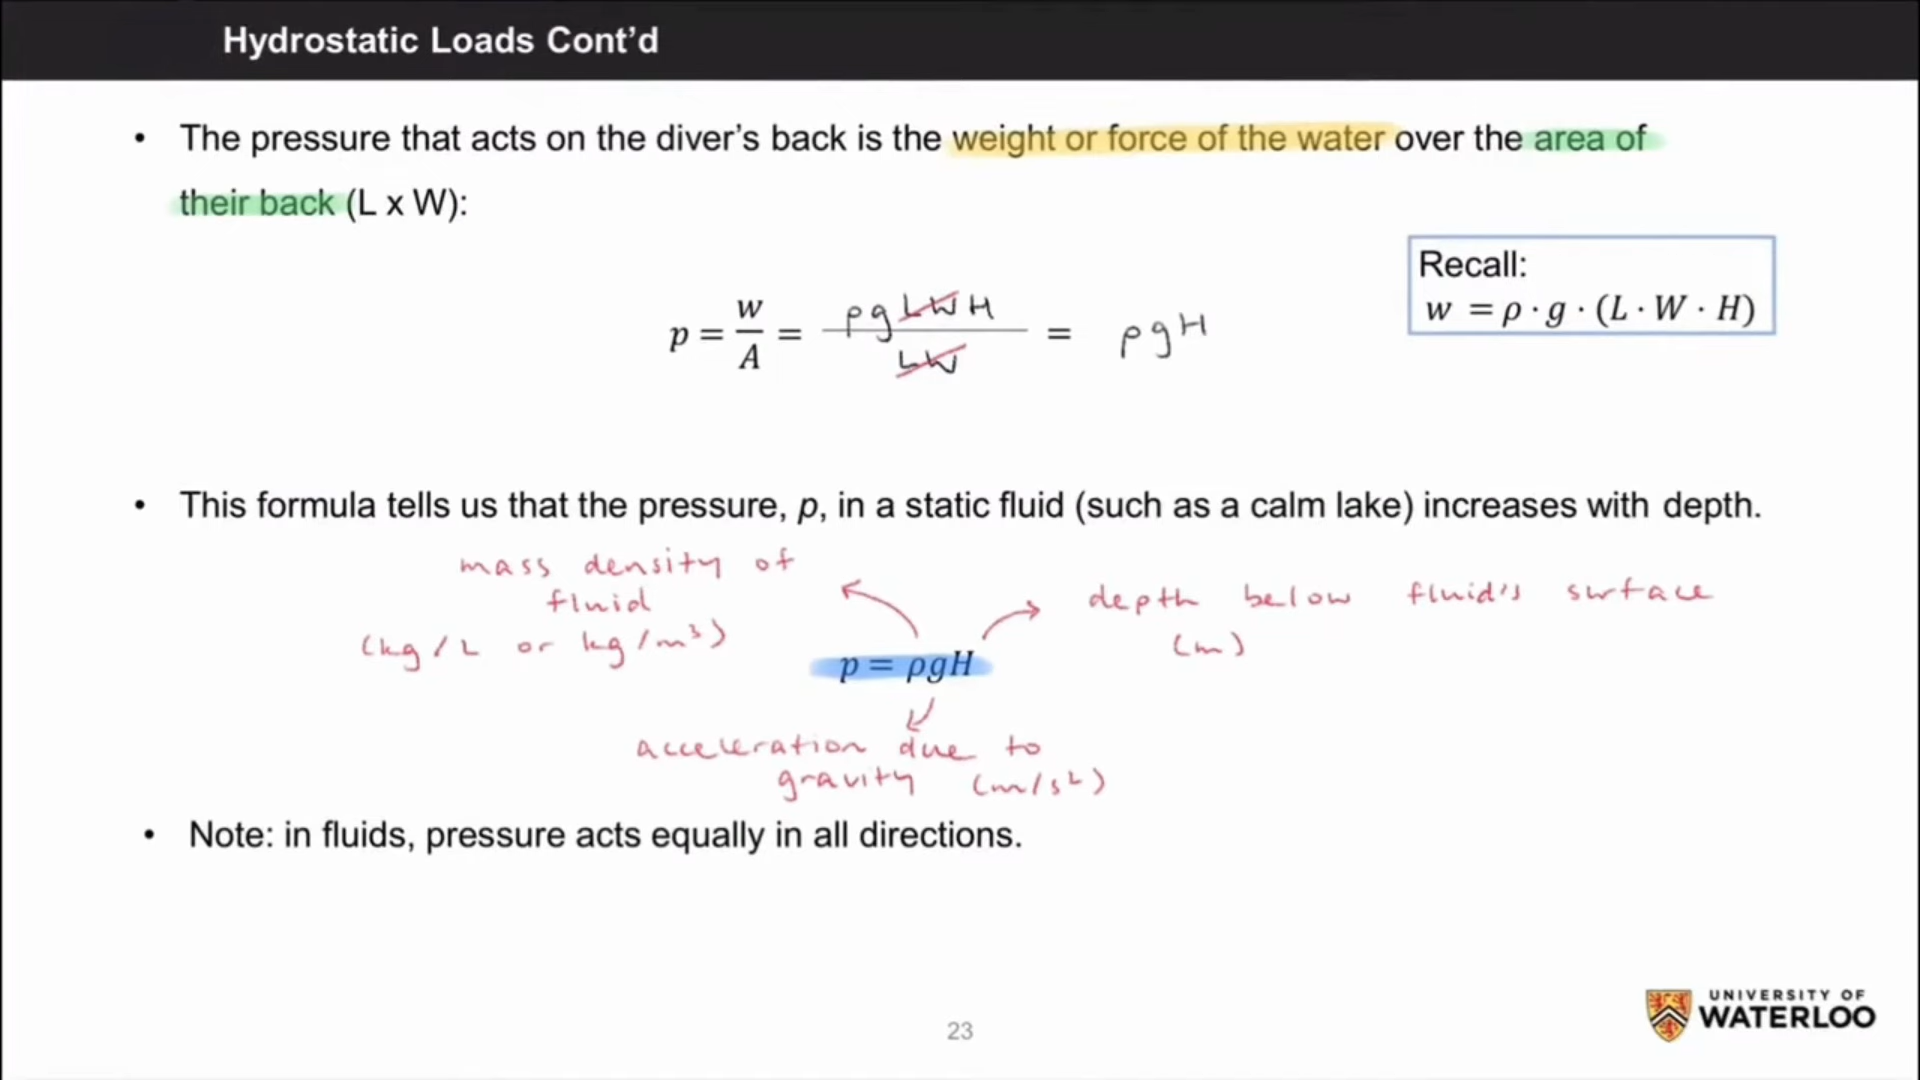 Hydrostatic Loads Cont'd
• The pressure that acts on the diver's back is the weight or force of the water over the area of
their back (L x W):
Recall:
w = ρ · g · (L · W · H)
p = w/A = ρgLWH/LW = ρgH
• This formula tells us that the pressure, p, in a static fluid (such as a calm lake) increases with depth.
mass density of
fluid
(kg/L or kg/m³)
depth below fluid's surface
(m)
p = ρgH
acceleration due to
gravity (m/s²)
• Note: in fluids, pressure acts equally in all directions.
23
UNIVERSITY OF
WATERLOO